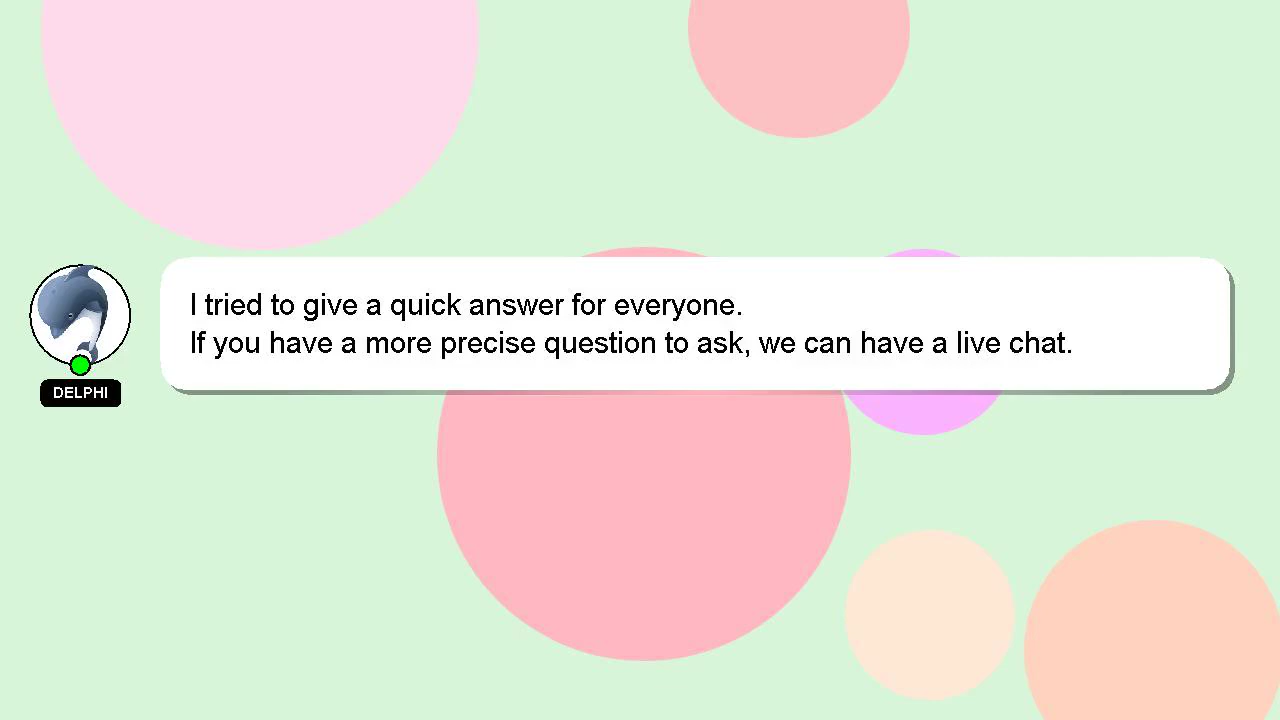 I tried to give a quick answer for everyone.
If you have a more precise question to ask, we can have a live chat.
DELPHI